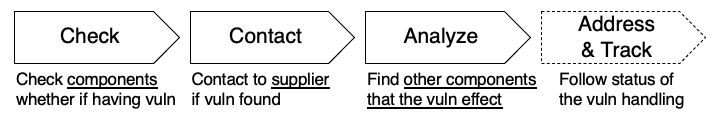 Check
Check components
whether if having vuln
Contact
Contact to supplier
if vuln found
Analyze
Find other components
that the vuln effect
Address
& Track
Follow status of
the vuln handling